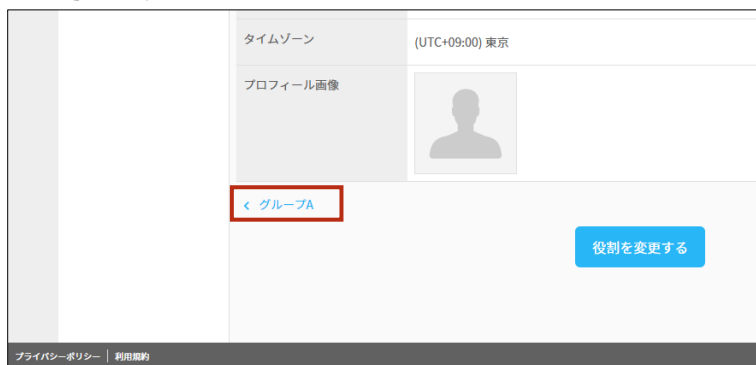 タイムゾーン (UTC+09:00) 東京
プロフィール画像
グループA
役割を変更する
プライバシーポリシー | 利用規約